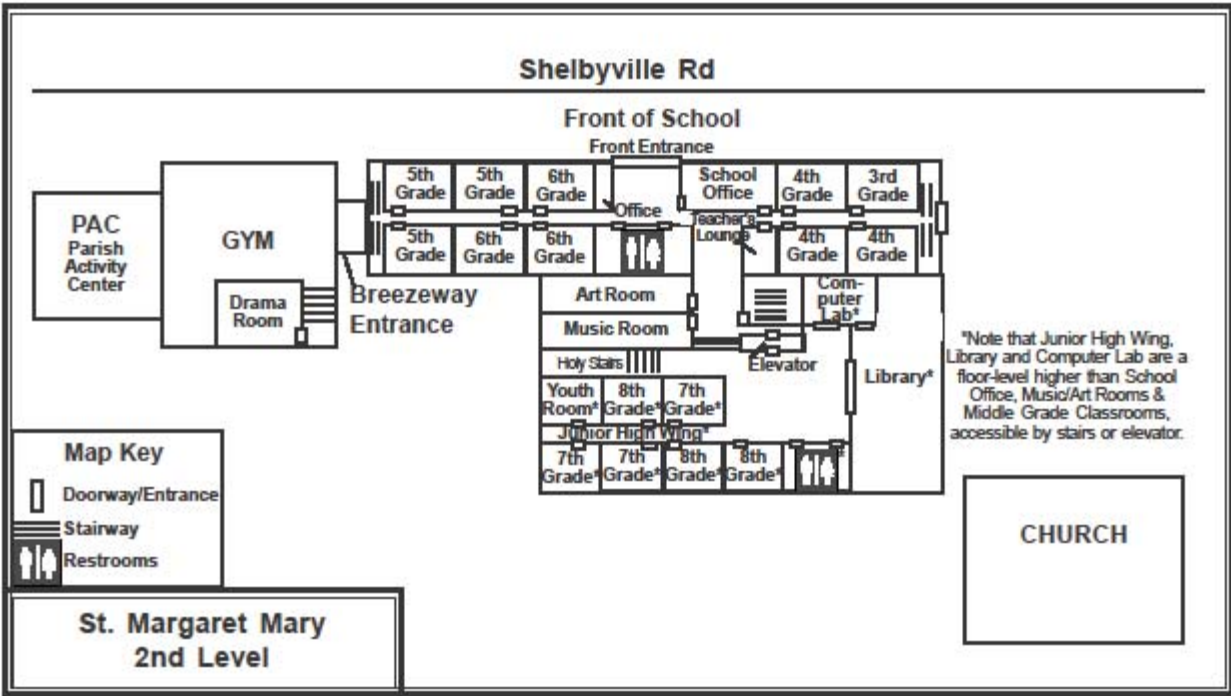 Shelbyville Rd
Front of School
Front Entrance
5th
Grade
5th
Grade
6th
Grade
Office
School
Office
4th
Grade
3rd
Grade
PAC
Parish
Activity
Center
GYM
Drama
Room
Breezeway
Entrance
5th
Grade
6th
Grade
6th
Grade
Teacher's
Lounge
4th
Grade
4th
Grade
Art Room
Music Room
Com-
puter
Lab*
Holy Stairs
Elevator
Library*
*Note that Junior High Wing,
Library and Computer Lab are a
floor-level higher than School
Office, Music/Art Rooms &
Middle Grade Classrooms,
accessible by stairs or elevator.
Youth
Room*
8th
Grade*
7th
Grade*
Junior High Wing*
7th
Grade*
7th
Grade*
8th
Grade*
8th
Grade*
*
Map Key
Doorway/Entrance
Stairway
Restrooms
CHURCH
St. Margaret Mary
2nd Level